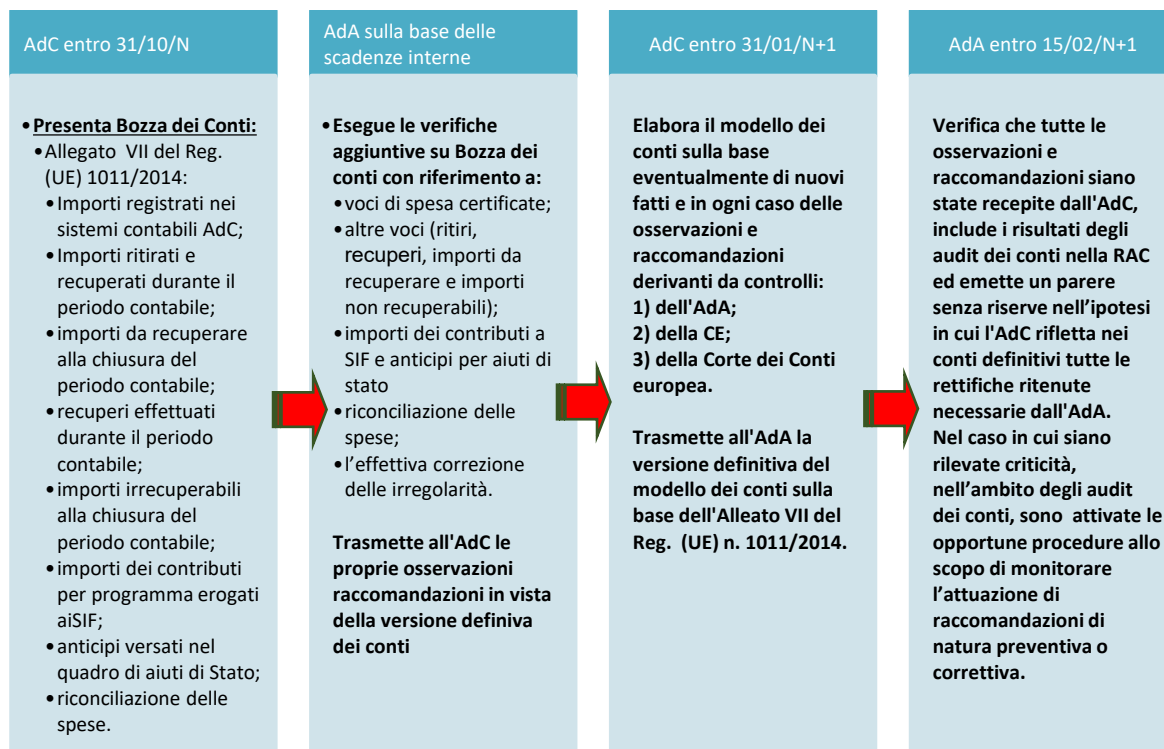 AdC entro 31/10/N
• Presenta Bozza dei Conti:
• Allegato VII del Reg.
(UE) 1011/2014:
• Importi registrati nei
sistemi contabili AdC;
• Importi ritirati e
recuperati durante il
periodo contabile;
• importi da recuperare
alla chiusura del
periodo contabile;
• recuperi effettuati
durante il periodo
contabile;
• importi irrecuperabili
alla chiusura del
periodo contabile;
• importi dei contributi
per programma erogati
aiSIF;
• anticipi versati nel
quadro di aiuti di Stato;
• riconciliazione delle
spese.
AdA sulla base delle
scadenze interne
• Esegue le verifiche
aggiuntive su Bozza dei
conti con riferimento a:
• voci di spesa certificate;
• altre voci (ritiri,
recuperi, importi da
recuperare e importi
non recuperabili);
• importi dei contributi a
SIF e anticipi per aiuti di
stato
• riconciliazione delle
spese;
• l'effettiva correzione
delle irregolarità.
Trasmette all'AdC le
proprie osservazioni
raccomandazioni in vista
della versione definiva
dei conti
AdC entro 31/01/N+1
Elabora il modello dei
conti sulla base
eventualmente di nuovi
fatti e in ogni caso delle
osservazioni e
raccomandazioni
derivanti da controlli:
1) dell'AdA;
2) della CE;
3) della Corte dei Conti
europea.
Trasmette all'AdA la
versione definitiva del
modello dei conti sulla
base dell'Alleato VII del
Reg. (UE) n. 1011/2014.
AdA entro 15/02/N+1
Verifica che tutte le
osservazioni e
raccomandazioni siano
state recepite dall'AdC,
include i risultati degli
audit dei conti nella RAC
ed emette un parere
senza riserve nell'ipotesi
in cui l'AdC rifletta nei
conti definitivi tutte le
rettifiche ritenute
necessarie dall'AdA.
Nel caso in cui siano
rilevate criticità,
nell'ambito degli audit
dei conti, sono attivate le
opportune procedure allo
scopo di monitorare
l'attuazione di
raccomandazioni di
natura preventiva o
correttiva.